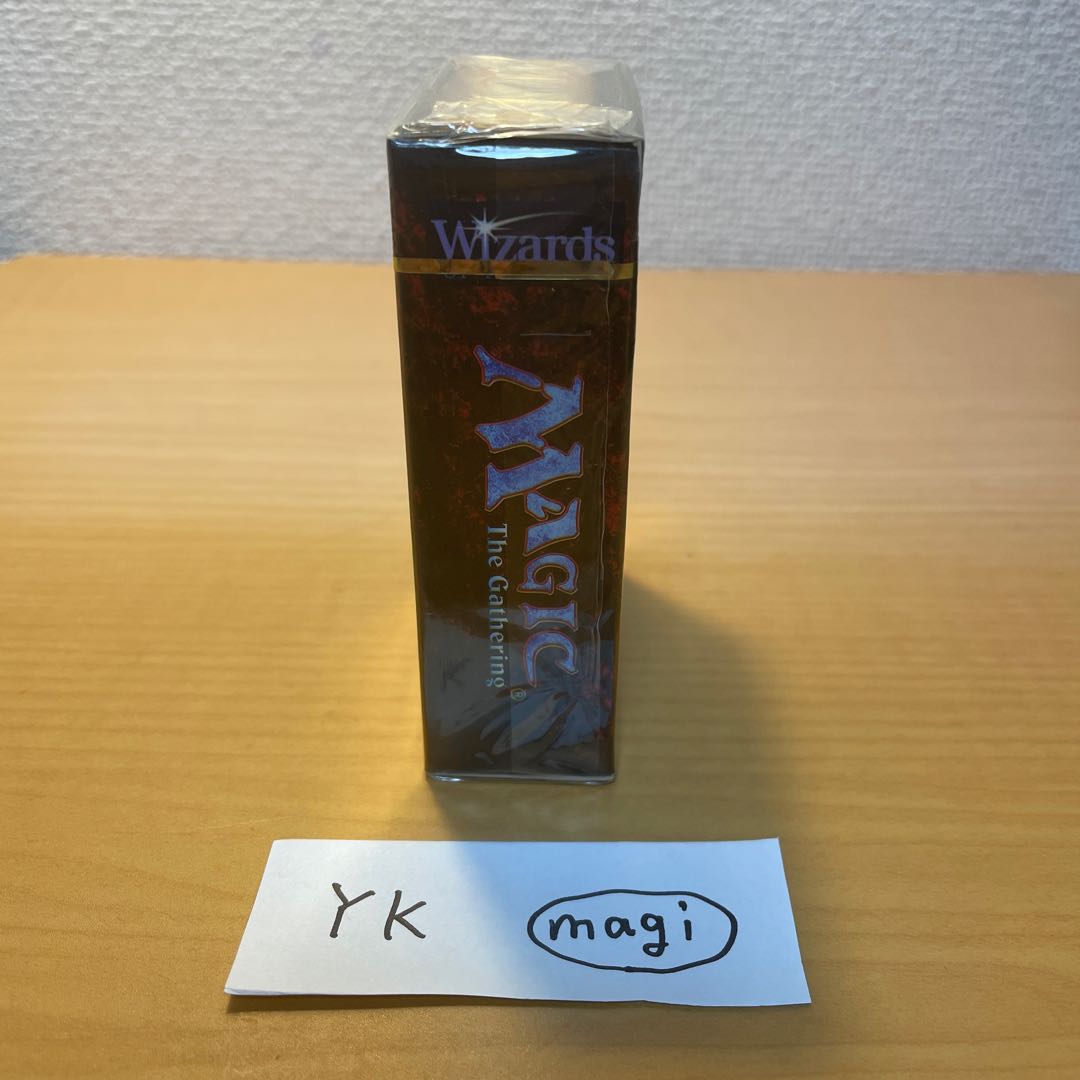 Wizards
MAGIC
The Gathering®
YK magi